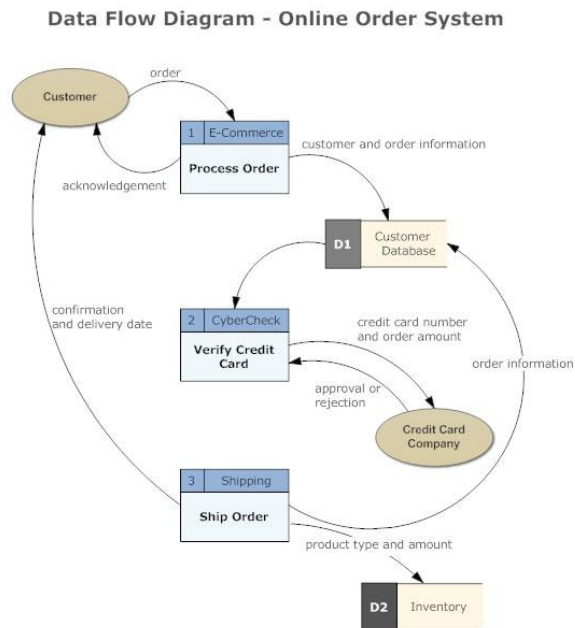 Data Flow Diagram - Online Order System
order
Customer
1 E-Commerce
Process Order
customer and order information
acknowledgement
D1
Customer
Database
confirmation
and delivery date
2 CyberCheck
Verify Credit
Card
credit card number
and order amount
order information
approval or
rejection
Credit Card
Company
3 Shipping
Ship Order
product type and amount
D2 Inventory